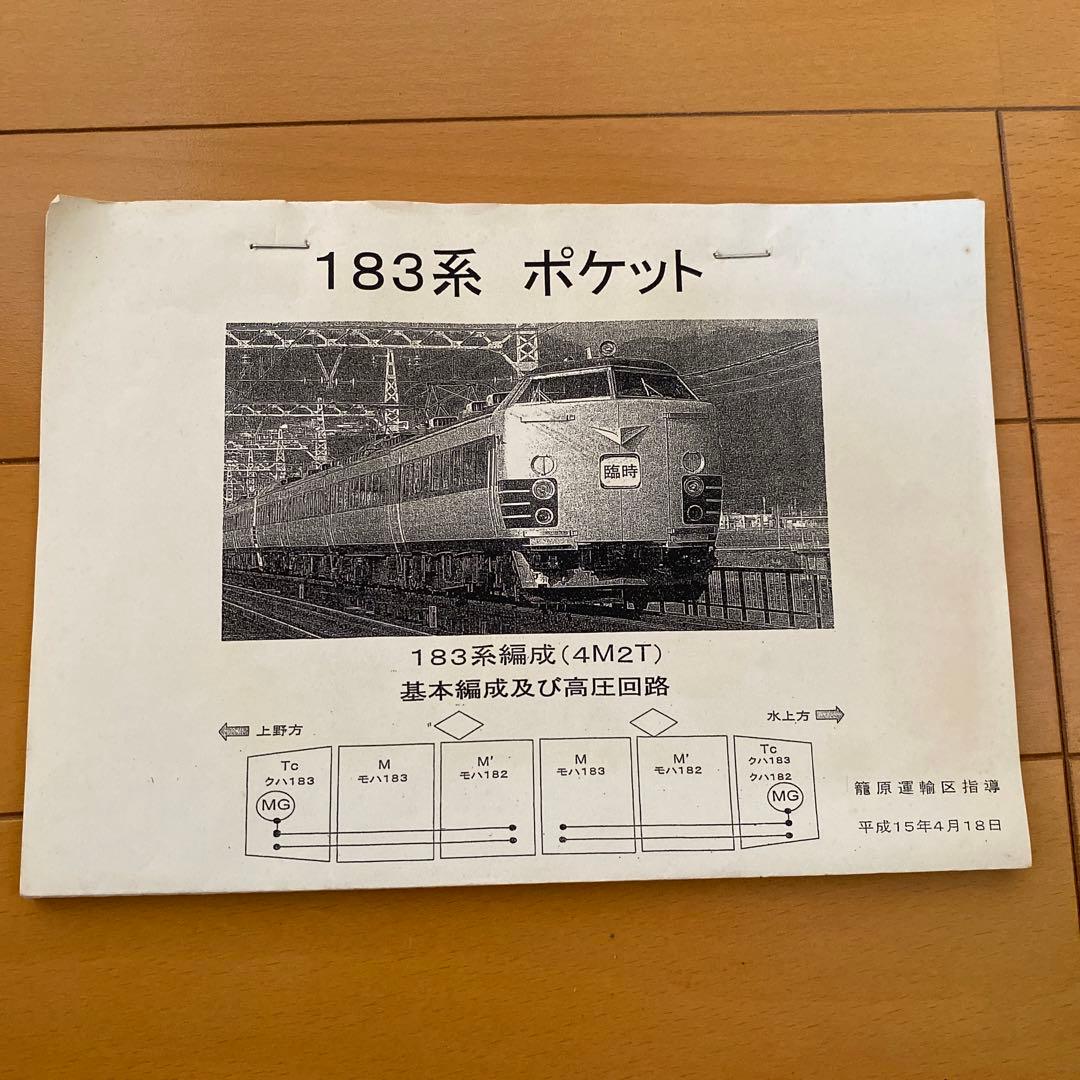 183系 ポケット
臨時
183系編成(4M2T)
基本編成及び高圧回路
上野方
水上方
Tc
クハ183
MG
M
モハ183
M'
モハ182
M
モハ183
M'
モハ182
Tc
クハ183
クハ182
MG
籠原運輸区指導
平成15年4月18日